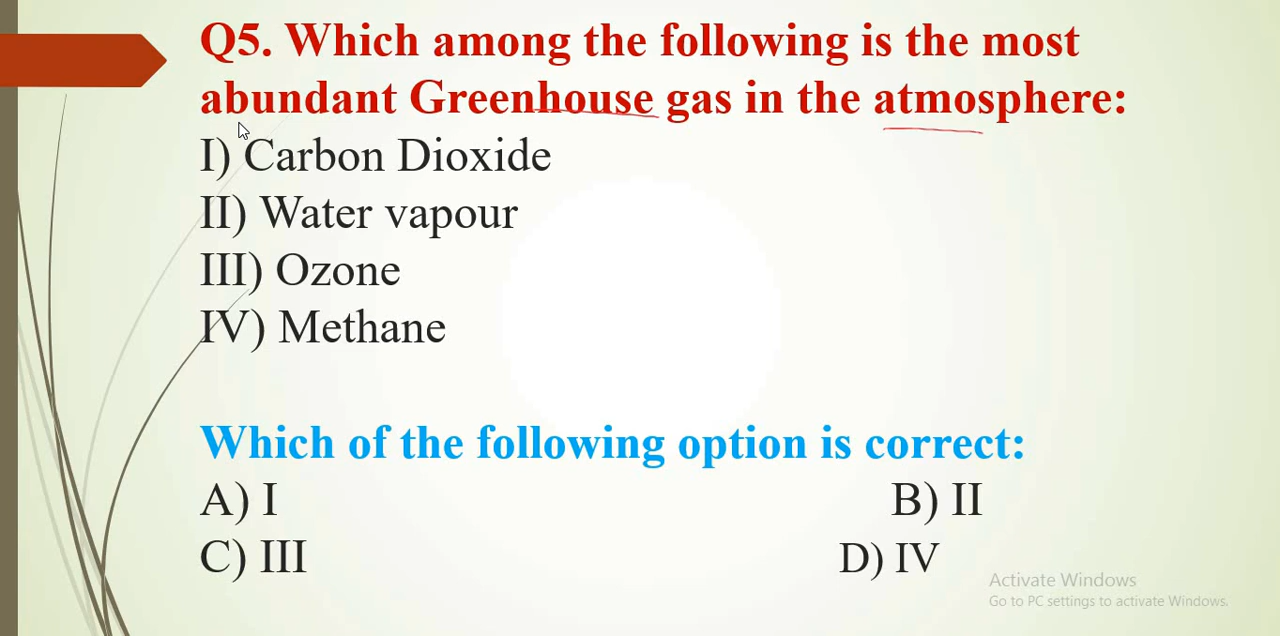 Q5. Which among the following is the most
abundant Greenhouse gas in the atmosphere:
I) Carbon Dioxide
II) Water vapour
III) Ozone
IV) Methane
Which of the following option is correct:
A) I B) II
C) III D) IV
Activate Windows
Go to PC settings to activate Windows.